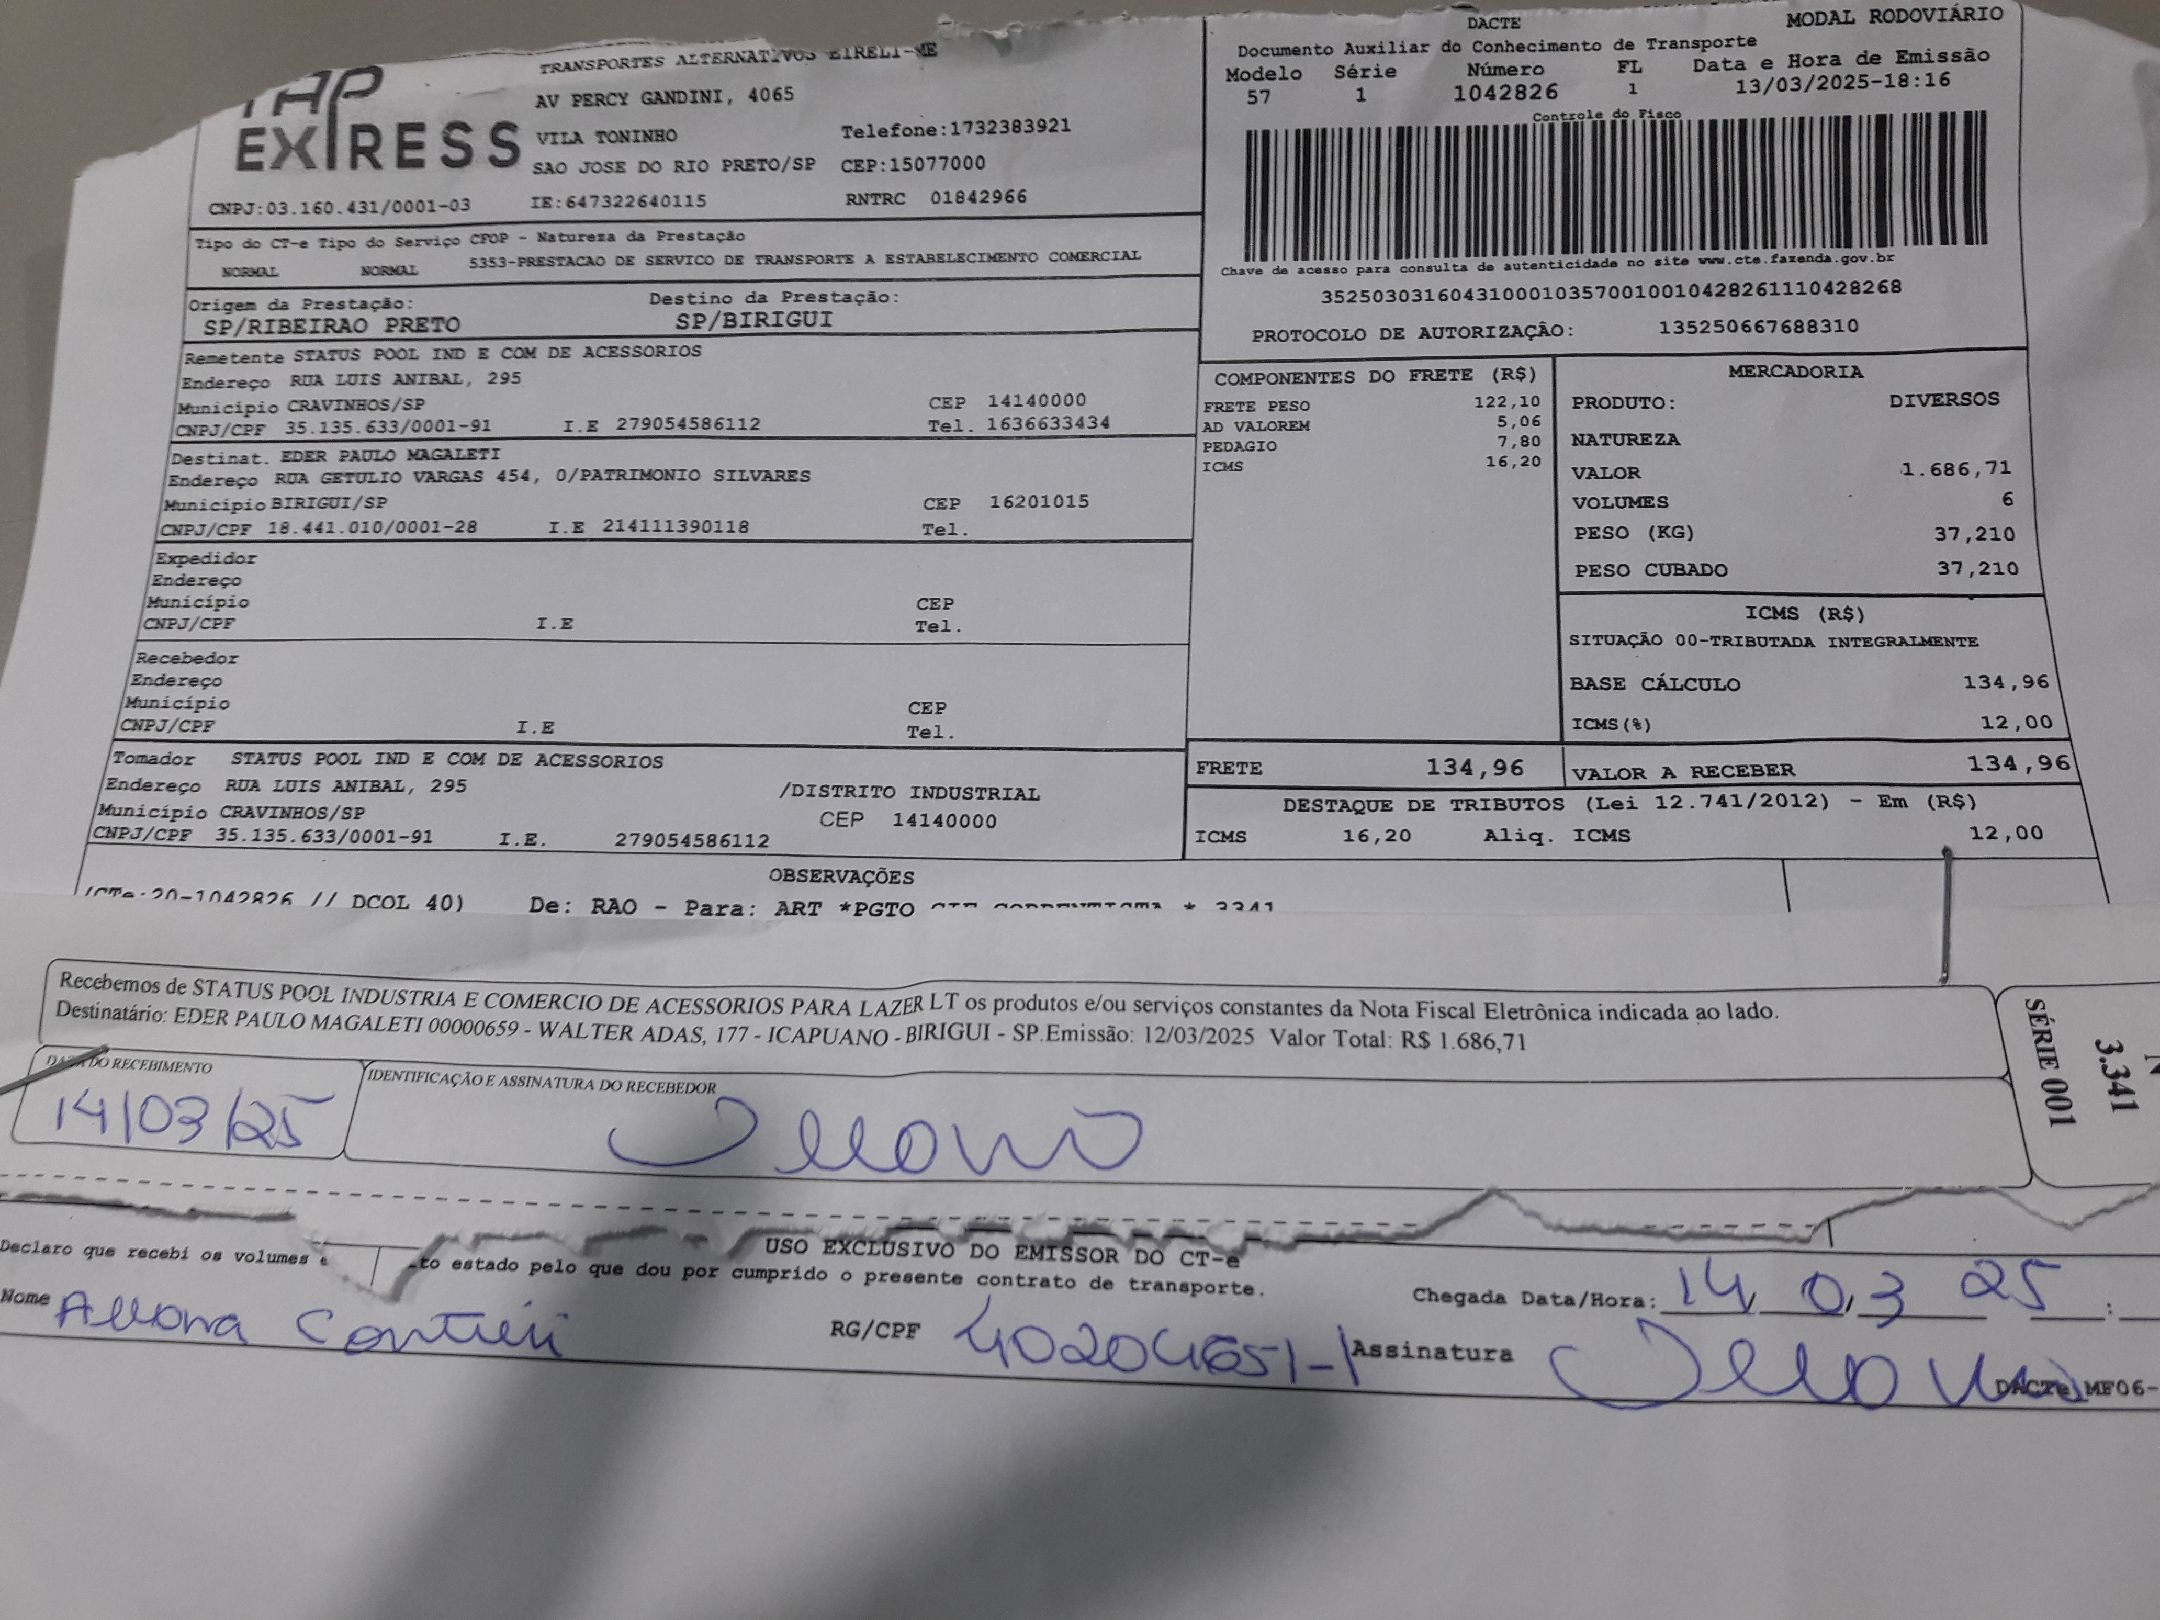 TRANSPORTES ALTERNATIVOS EIRELI-ME
EXPRESS
AV PERCY GANDINI, 4065
VILA TONINHO Telefone:1732383921
SAO JOSE DO RIO PRETO/SP CEP:15077000
CNPJ:03.160.431/0001-03 IE:647322640115 RNTRC 01842966
DACTE MODAL RODOVIÁRIO
Documento Auxiliar do Conhecimento de Transporte
Modelo Série Número FL Data e Hora de Emissão
57 1 1042826 1 13/03/2025-18:16
Controle do Fisco
Chave de acesso para consulta de autenticidade no site www.cte.fazenda.gov.br
35250303160431000103570010010428261110428268
PROTOCOLO DE AUTORIZAÇÃO: 135250667688310
Tipo do CT-e Tipo do Serviço CFOP - Natureza da Prestação
NORMAL NORMAL 5353-PRESTACAO DE SERVICO DE TRANSPORTE A ESTABELECIMENTO COMERCIAL
Origem da Prestação: Destino da Prestação:
SP/RIBEIRAO PRETO SP/BIRIGUI
Remetente STATUS POOL IND E COM DE ACESSORIOS
Endereço RUA LUIS ANIBAL, 295
Município CRAVINHOS/SP CEP 14140000
CNPJ/CPF 35.135.633/0001-91 I.E 279054586112 Tel. 1636633434
Destinat. EDER PAULO MAGALETI
Endereço RUA GETULIO VARGAS 454, 0/PATRIMONIO SILVARES
Município BIRIGUI/SP CEP 16201015
CNPJ/CPF 18.441.010/0001-28 I.E 214111390118 Tel.
Expedidor
Endereço
Município CEP
CNPJ/CPF I.E Tel.
Recebedor
Endereço
Município CEP
CNPJ/CPF I.E Tel.
Tomador STATUS POOL IND E COM DE ACESSORIOS
Endereço RUA LUIS ANIBAL, 295 /DISTRITO INDUSTRIAL
Município CRAVINHOS/SP CEP 14140000
CNPJ/CPF 35.135.633/0001-91 I.E. 279054586112
COMPONENTES DO FRETE (R$)
FRETE PESO 122,10
AD VALOREM 5,06
PEDAGIO 7,80
ICMS 16,20
MERCADORIA
PRODUTO: DIVERSOS
NATUREZA
VALOR 1.686,71
VOLUMES 6
PESO (KG) 37,210
PESO CUBADO 37,210
ICMS (R$)
SITUAÇÃO 00-TRIBUTADA INTEGRALMENTE
BASE CÁLCULO 134,96
ICMS(%) 12,00
FRETE 134,96 VALOR A RECEBER 134,96
DESTAQUE DE TRIBUTOS (Lei 12.741/2012) - Em (R$)
ICMS 16,20 Aliq. ICMS 12,00
OBSERVAÇÕES
(CTe:20-1042826 // DCOL 40) De: RAO - Para: ART *PGTO CIF CORRENTISTA * 3341
Recebemos de STATUS POOL INDUSTRIA E COMERCIO DE ACESSORIOS PARA LAZER LT os produtos e/ou serviços constantes da Nota Fiscal Eletrônica indicada ao lado.
Destinatário: EDER PAULO MAGALETI 00000659 - WALTER ADAS, 177 - ICAPUANO - BIRIGUI - SP.Emissão: 12/03/2025 Valor Total: R$ 1.686,71
DATA DO RECEBIMENTO IDENTIFICAÇÃO E ASSINATURA DO RECEBEDOR
14/03/25
3.341
SÉRIE 001
USO EXCLUSIVO DO EMISSOR DO CT-e
Declaro que recebi os volumes estado pelo que dou por cumprido o presente contrato de transporte.
Nome RG/CPF Chegada Data/Hora: 14 03 25 :
40204651-1 Assinatura
DACTe MF06-